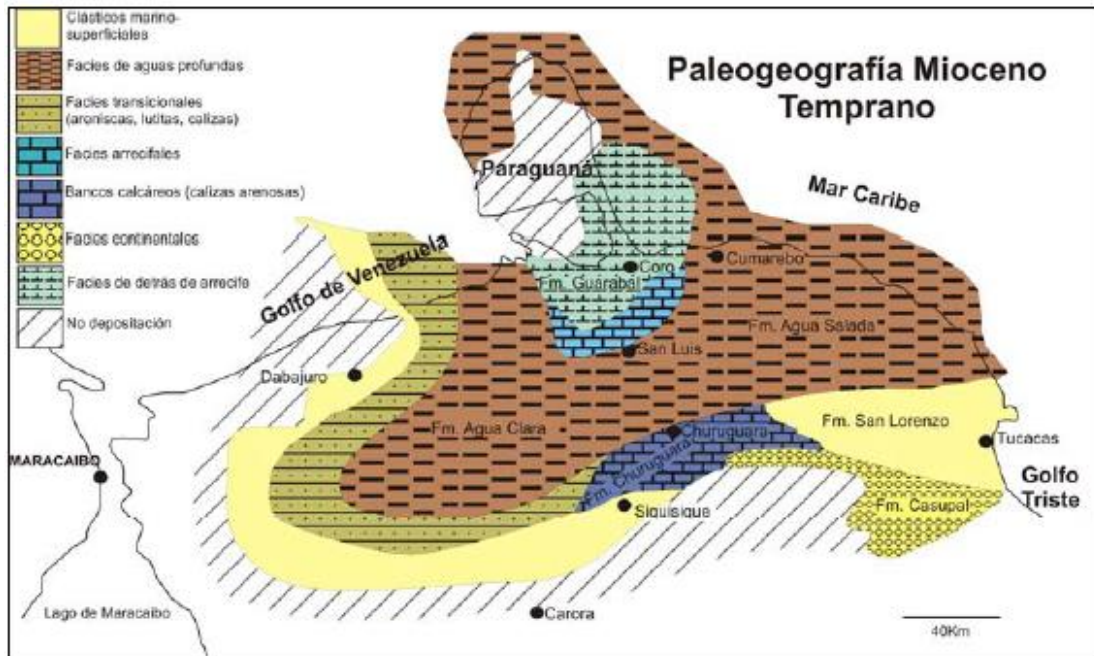 Clásticos marino-
superficiales
Facies de aguas profundas
Facies transicionales
(aroniscas, lutitas, calizas)
Facies arrecifales
Bancos calcáreos (calizas arenosas)
Facies continentales
Facies de detrás de arrecife
No depositación
Paleogeografía Mioceno
Temprano
Paraguaná
Mar Caribe
Golfo de Venezuela
Coro
Cumarebo
Fm. Guarabal
Fm. Agua Salada
San Luis
Dabajuro
Fm. Agua Clara
Churuguara
Fm. San Lorenzo
Tucacas
MARACAIBO
Fm. Churuguara
Golfo
Triste
Siquisique
Fm. Casupal
Lago de Maracaibo
Carora
40Km